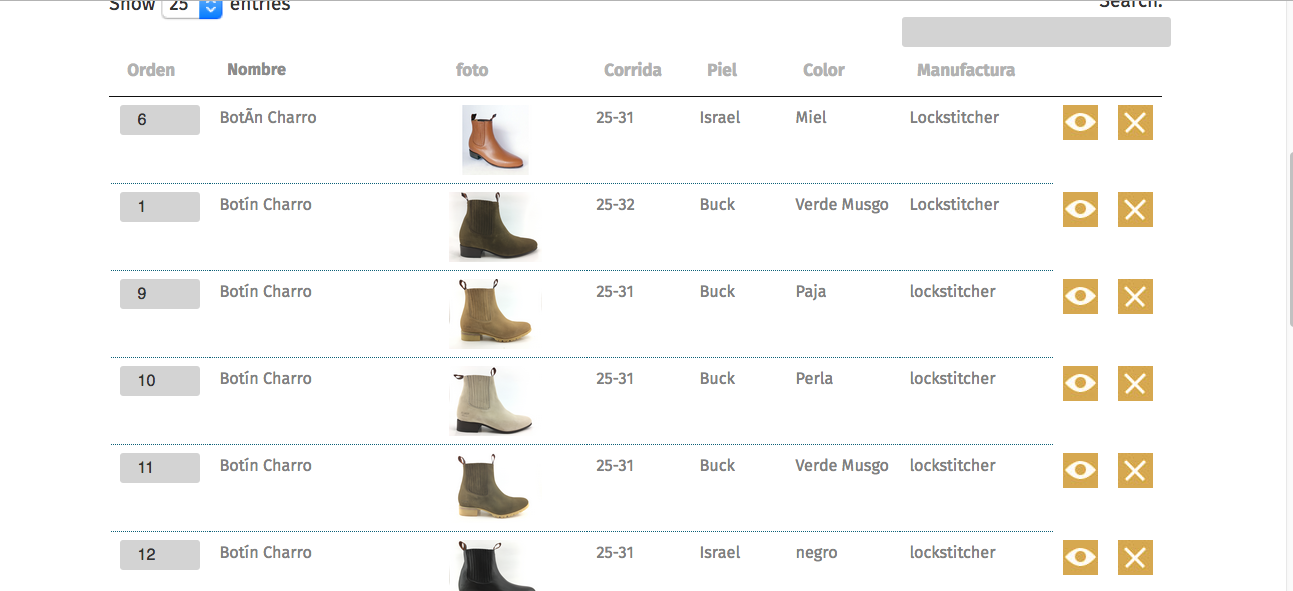 Show 25 entries
Search:
Orden Nombre foto Corrida Piel Color Manufactura
6 BotÃn Charro 25-31 Israel Miel Lockstitcher
1 Botín Charro 25-32 Buck Verde Musgo Lockstitcher
9 Botín Charro 25-31 Buck Paja lockstitcher
10 Botín Charro 25-31 Buck Perla lockstitcher
11 Botín Charro 25-31 Buck Verde Musgo lockstitcher
12 Botín Charro 25-31 Israel negro lockstitcher